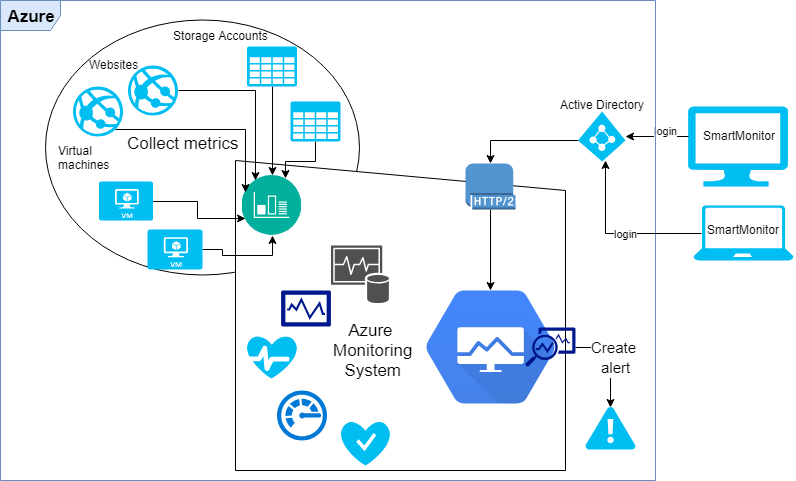 Azure
Storage Accounts
Websites
Virtual
machines
Collect metrics
VM
VM
Active Directory
login
SmartMonitor
login
SmartMonitor
HTTP/2
Azure
Monitoring
System
Create
alert